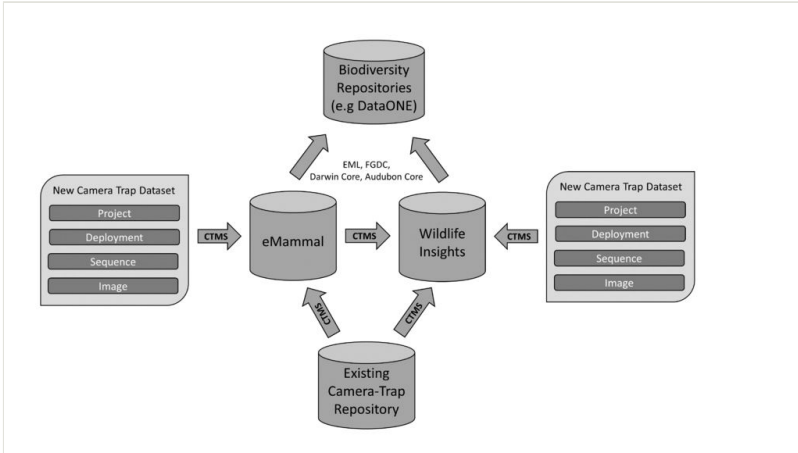 Biodiversity
Repositories
(e.g DataONE)
EML, FGDC,
Darwin Core, Audubon Core
New Camera Trap Dataset
Project
Deployment
Sequence
Image
CTMS
eMammal
CTMS
Wildlife
Insights
CTMS
New Camera Trap Dataset
Project
Deployment
Sequence
Image
CTMS
CTMS
Existing
Camera-Trap
Repository